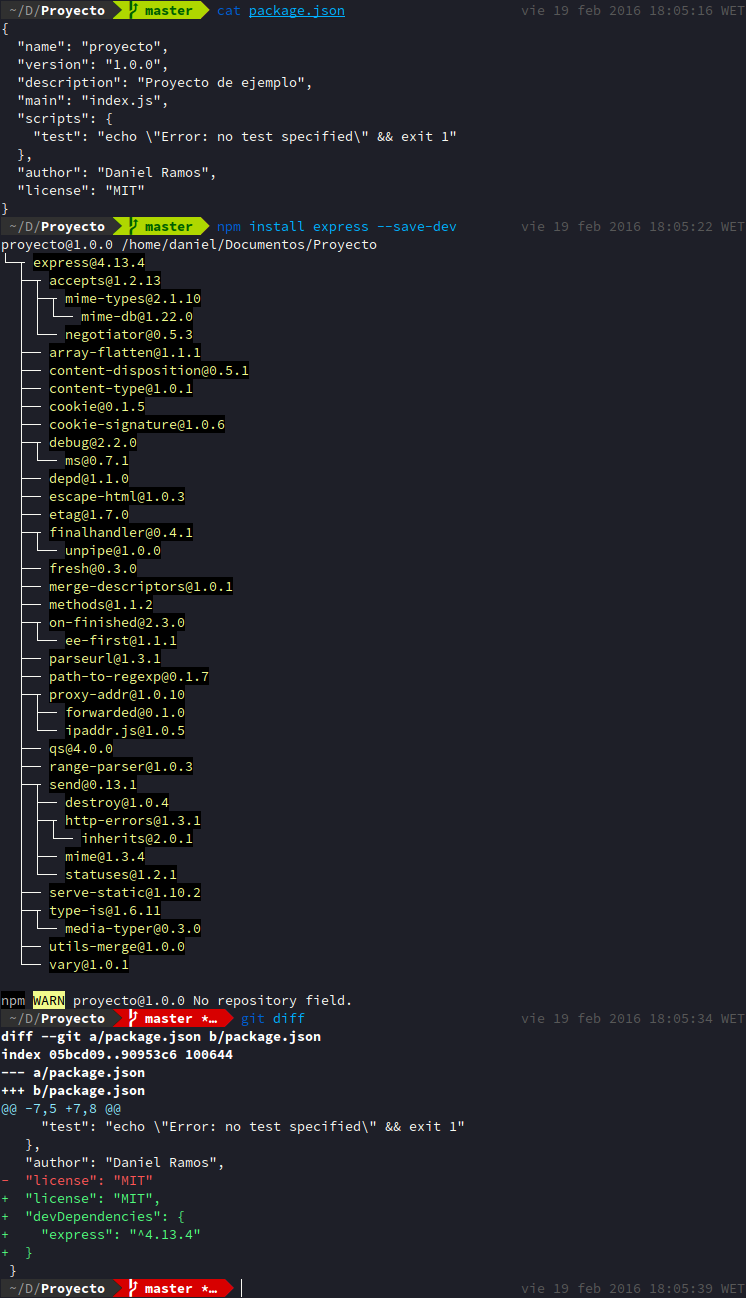 ~/D/Proyecto master cat package.json vie 19 feb 2016 18:05:16 WET
{
  "name": "proyecto",
  "version": "1.0.0",
  "description": "Proyecto de ejemplo",
  "main": "index.js",
  "scripts": {
    "test": "echo \"Error: no test specified\" && exit 1"
  },
  "author": "Daniel Ramos",
  "license": "MIT"
}
~/D/Proyecto master npm install express --save-dev vie 19 feb 2016 18:05:22 WET
proyecto@1.0.0 /home/daniel/Documentos/Proyecto
└─┬ express@4.13.4
  ├─┬ accepts@1.2.13
  │ ├─┬ mime-types@2.1.10
  │ │ └── mime-db@1.22.0
  │ └── negotiator@0.5.3
  ├── array-flatten@1.1.1
  ├── content-disposition@0.5.1
  ├── content-type@1.0.1
  ├── cookie@0.1.5
  ├── cookie-signature@1.0.6
  ├─┬ debug@2.2.0
  │ └── ms@0.7.1
  ├── depd@1.1.0
  ├── escape-html@1.0.3
  ├── etag@1.7.0
  ├─┬ finalhandler@0.4.1
  │ └── unpipe@1.0.0
  ├── fresh@0.3.0
  ├── merge-descriptors@1.0.1
  ├── methods@1.1.2
  ├─┬ on-finished@2.3.0
  │ └── ee-first@1.1.1
  ├── parseurl@1.3.1
  ├── path-to-regexp@0.1.7
  ├─┬ proxy-addr@1.0.10
  │ ├── forwarded@0.1.0
  │ └── ipaddr.js@1.0.5
  ├── qs@4.0.0
  ├── range-parser@1.0.3
  ├─┬ send@0.13.1
  │ ├── destroy@1.0.4
  │ ├─┬ http-errors@1.3.1
  │ │ └── inherits@2.0.1
  │ ├── mime@1.3.4
  │ └── statuses@1.2.1
  ├── serve-static@1.10.2
  ├─┬ type-is@1.6.11
  │ └── media-typer@0.3.0
  ├── utils-merge@1.0.0
  └── vary@1.0.1
npm WARN proyecto@1.0.0 No repository field.
~/D/Proyecto master *… git diff vie 19 feb 2016 18:05:34 WET
diff --git a/package.json b/package.json
index 05bcd09..90953c6 100644
--- a/package.json
+++ b/package.json
@@ -7,5 +7,8 @@
     "test": "echo \"Error: no test specified\" && exit 1"
   },
   "author": "Daniel Ramos",
-  "license": "MIT"
+  "license": "MIT",
+  "devDependencies": {
+    "express": "^4.13.4"
+  }
 }
~/D/Proyecto master *… vie 19 feb 2016 18:05:39 WET